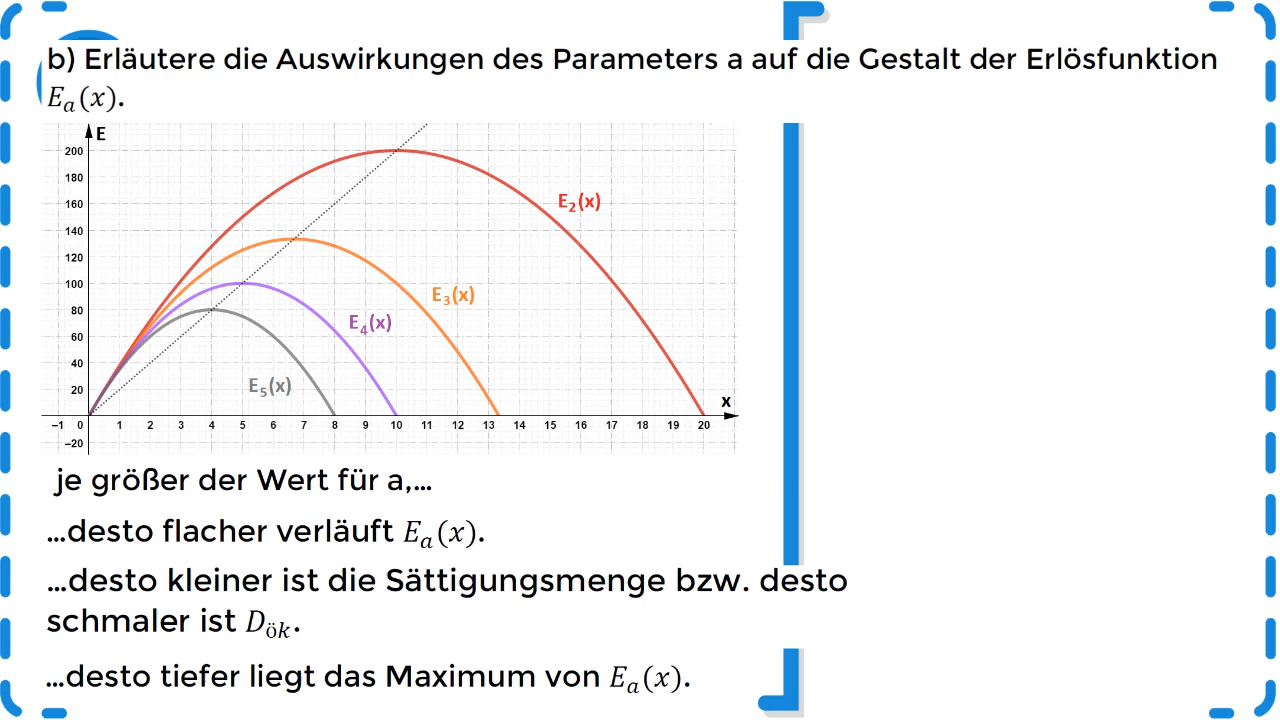 b) Erläutere die Auswirkungen des Parameters a auf die Gestalt der Erlösfunktion
Eₐ(x).
E
200
180
160
140
120
100
80
60
40
20
−20
E₂(x)
E₃(x)
E₄(x)
E₅(x)
x
−1 0 1 2 3 4 5 6 7 8 9 10 11 12 13 14 15 16 17 18 19 20
je größer der Wert für a,...
...desto flacher verläuft Eₐ(x).
...desto kleiner ist die Sättigungsmenge bzw. desto
schmaler ist Dök.
...desto tiefer liegt das Maximum von Eₐ(x).